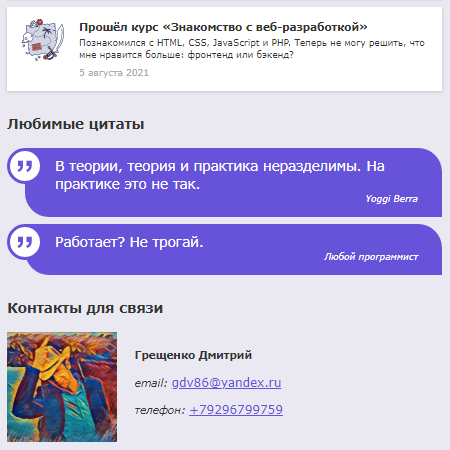 Прошёл курс «Знакомство с веб-разработкой»
Познакомился с HTML, CSS, JavaScript и PHP. Теперь не могу решить, что
мне нравится больше: фронтенд или бэкенд?
5 августа 2021
Любимые цитаты
В теории, теория и практика неразделимы. На
практике это не так.
Yoggi Berra
Работает? Не трогай.
Любой программист
Контакты для связи
Грещенко Дмитрий
email: gdv86@yandex.ru
телефон: +79296799759